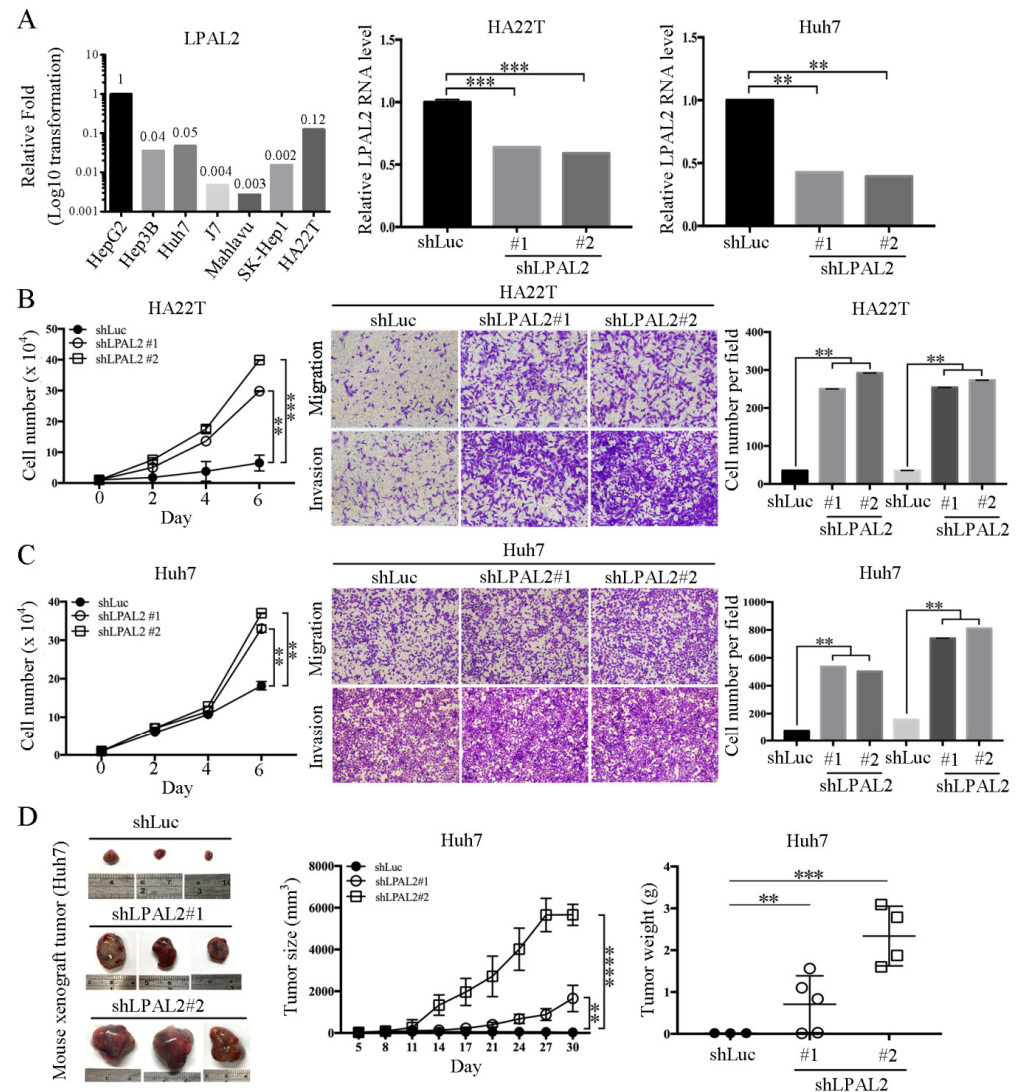 A
LPAL2
Relative Fold
(Log10 transformation)
10
1
0.1
0.01
0.001
1
0.04
0.05
0.004
0.003
0.002
0.12
HepG2
Hep3B
Huh7
J7
Mahlavu
SK-Hep1
HA22T
HA22T
Relative LPAL2 RNA level
1.5
1.0
0.5
0.0
***
***
shLuc
#1
#2
shLPAL2
Huh7
Relative LPAL2 RNA level
1.5
1.0
0.5
0.0
**
**
shLuc
#1
#2
shLPAL2
B
HA22T
Cell number (x 10⁴)
50
40
30
20
10
0
shLuc
shLPAL2 #1
shLPAL2 #2
**
***
0
2
4
6
Day
HA22T
shLuc
shLPAL2#1
shLPAL2#2
Migration
Invasion
HA22T
Cell number per field
400
300
200
100
0
**
**
shLuc
#1
#2
shLuc
#1
#2
shLPAL2
shLPAL2
C
Huh7
Cell number (x 10⁴)
40
30
20
10
0
shLuc
shLPAL2 #1
shLPAL2 #2
**
**
0
2
4
6
Day
Huh7
shLuc
shLPAL2#1
shLPAL2#2
Migration
Invasion
Huh7
Cell number per field
1000
800
600
400
200
0
**
**
shLuc
#1
#2
shLuc
#1
#2
shLPAL2
shLPAL2
D
Mouse xenograft tumor (Huh7)
shLuc
shLPAL2#1
shLPAL2#2
Huh7
Tumor size (mm³)
8000
6000
4000
2000
0
shLuc
shLPAL2#1
shLPAL2#2
**
****
5
8
11
14
17
21
24
27
30
Day
Huh7
Tumor weight (g)
4
3
2
1
0
**
***
shLuc
#1
#2
shLPAL2